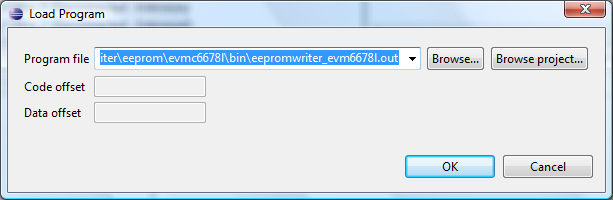 Load Program
Program file
iter\eeprom\evmc6678l\bin\eepromwriter_evm6678l.out
Browse...
Browse project...
Code offset
Data offset
OK
Cancel